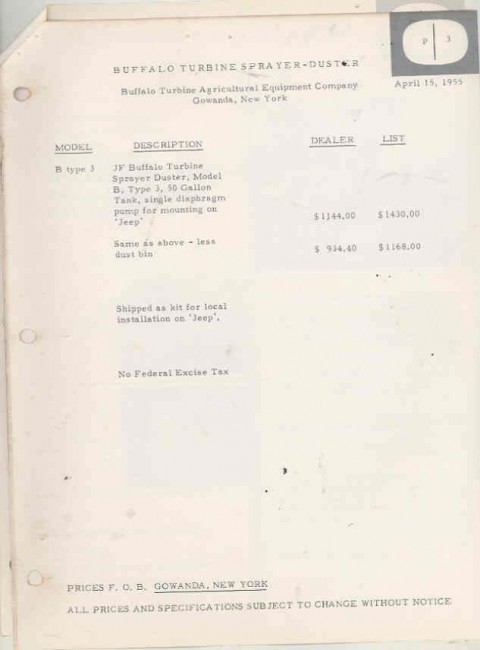 P 3
BUFFALO TURBINE SPRAYER-DUSTER
April 15, 1955
Buffalo Turbine Agricultural Equipment Company
Gowanda, New York
MODEL DESCRIPTION DEALER LIST
B type 3 JF Buffalo Turbine
Sprayer Duster, Model
B, Type 3, 50 Gallon
Tank, single diaphragm
pump for mounting on
'Jeep' $1144.00 $1430.00
Same as above - less
dust bin $ 934.40 $1168.00
Shipped as kit for local
installation on 'Jeep'.
No Federal Excise Tax
PRICES F. O. B. GOWANDA, NEW YORK
ALL PRICES AND SPECIFICATIONS SUBJECT TO CHANGE WITHOUT NOTICE